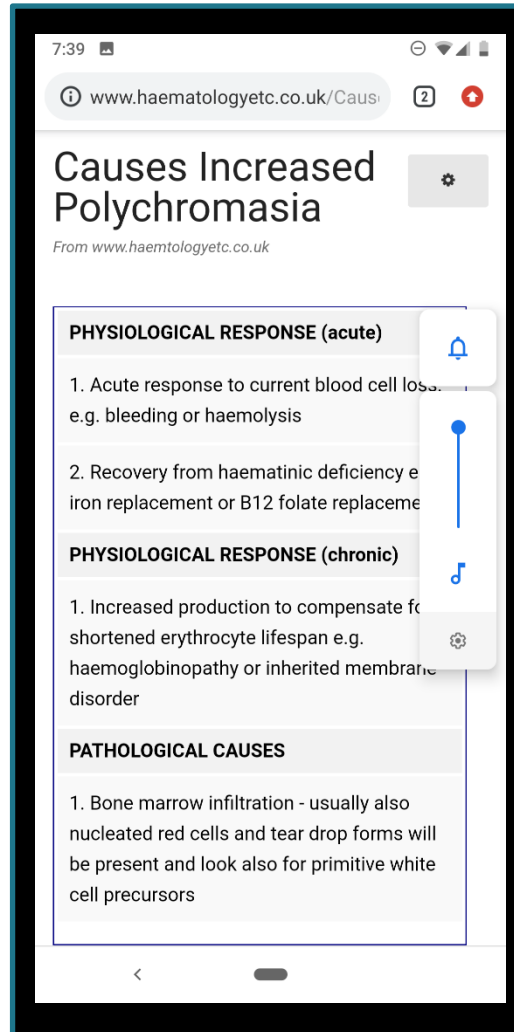 7:39
www.haematologyetc.co.uk/Caus
2
Causes Increased
Polychromasia
From www.haemtologyetc.co.uk
PHYSIOLOGICAL RESPONSE (acute)
1. Acute response to current blood cell loss.
e.g. bleeding or haemolysis
2. Recovery from haematinic deficiency e
iron replacement or B12 folate replaceme
PHYSIOLOGICAL RESPONSE (chronic)
1. Increased production to compensate fo
shortened erythrocyte lifespan e.g.
haemoglobinopathy or inherited membrane
disorder
PATHOLOGICAL CAUSES
1. Bone marrow infiltration - usually also
nucleated red cells and tear drop forms will
be present and look also for primitive white
cell precursors